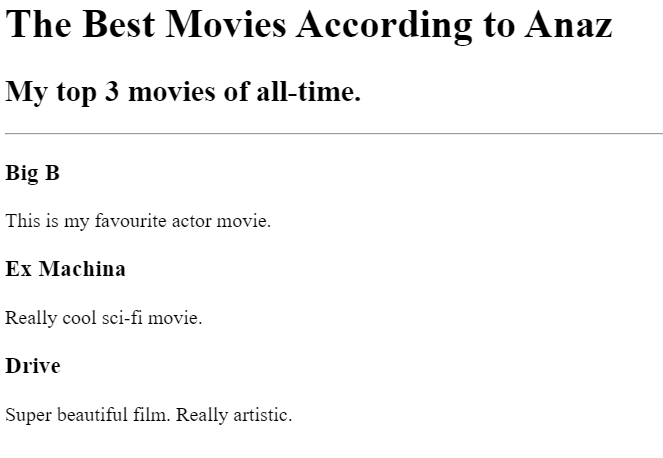 The Best Movies According to Anaz
My top 3 movies of all-time.
Big B
This is my favourite actor movie.
Ex Machina
Really cool sci-fi movie.
Drive
Super beautiful film. Really artistic.